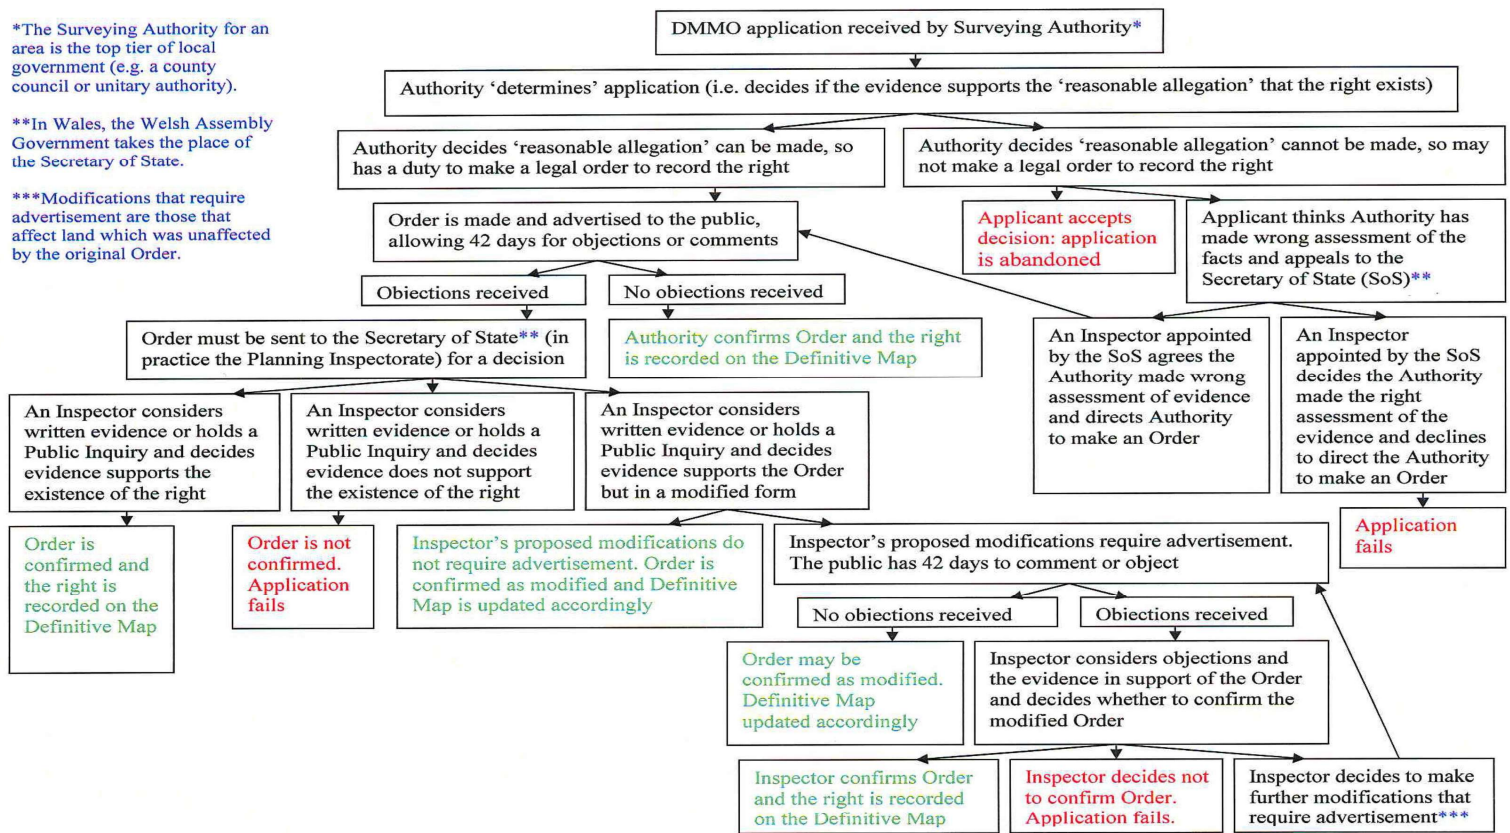 *The Surveying Authority for an
area is the top tier of local
government (e.g. a county
council or unitary authority).
**In Wales, the Welsh Assembly
Government takes the place of
the Secretary of State.
***Modifications that require
advertisement are those that
affect land which was unaffected
by the original Order.
DMMO application received by Surveying Authority*
Authority ‘determines’ application (i.e. decides if the evidence supports the ‘reasonable allegation’ that the right exists)
Authority decides ‘reasonable allegation’ can be made, so
has a duty to make a legal order to record the right
Authority decides ‘reasonable allegation’ cannot be made, so may
not make a legal order to record the right
Order is made and advertised to the public,
allowing 42 days for objections or comments
Applicant accepts
decision: application
is abandoned
Applicant thinks Authority has
made wrong assessment of the
facts and appeals to the
Secretary of State (SoS)**
Objections received
No objections received
Order must be sent to the Secretary of State** (in
practice the Planning Inspectorate) for a decision
Authority confirms Order and the right
is recorded on the Definitive Map
An Inspector appointed
by the SoS agrees the
Authority made wrong
assessment of evidence
and directs Authority
to make an Order
An Inspector
appointed by the SoS
decides the Authority
made the right
assessment of the
evidence and declines
to direct the Authority
to make an Order
An Inspector considers
written evidence or holds a
Public Inquiry and decides
evidence supports the
existence of the right
An Inspector considers
written evidence or holds a
Public Inquiry and decides
evidence does not support
the existence of the right
An Inspector considers
written evidence or holds a
Public Inquiry and decides
evidence supports the Order
but in a modified form
Order is
confirmed and
the right is
recorded on the
Definitive Map
Order is not
confirmed.
Application
fails
Inspector’s proposed modifications do
not require advertisement. Order is
confirmed as modified and Definitive
Map is updated accordingly
Inspector’s proposed modifications require advertisement.
The public has 42 days to comment or object
Application
fails
No objections received
Objections received
Order may be
confirmed as modified.
Definitive Map
updated accordingly
Inspector considers objections and
the evidence in support of the Order
and decides whether to confirm the
modified Order
Inspector confirms Order
and the right is recorded
on the Definitive Map
Inspector decides not
to confirm Order.
Application fails.
Inspector decides to make
further modifications that
require advertisement***